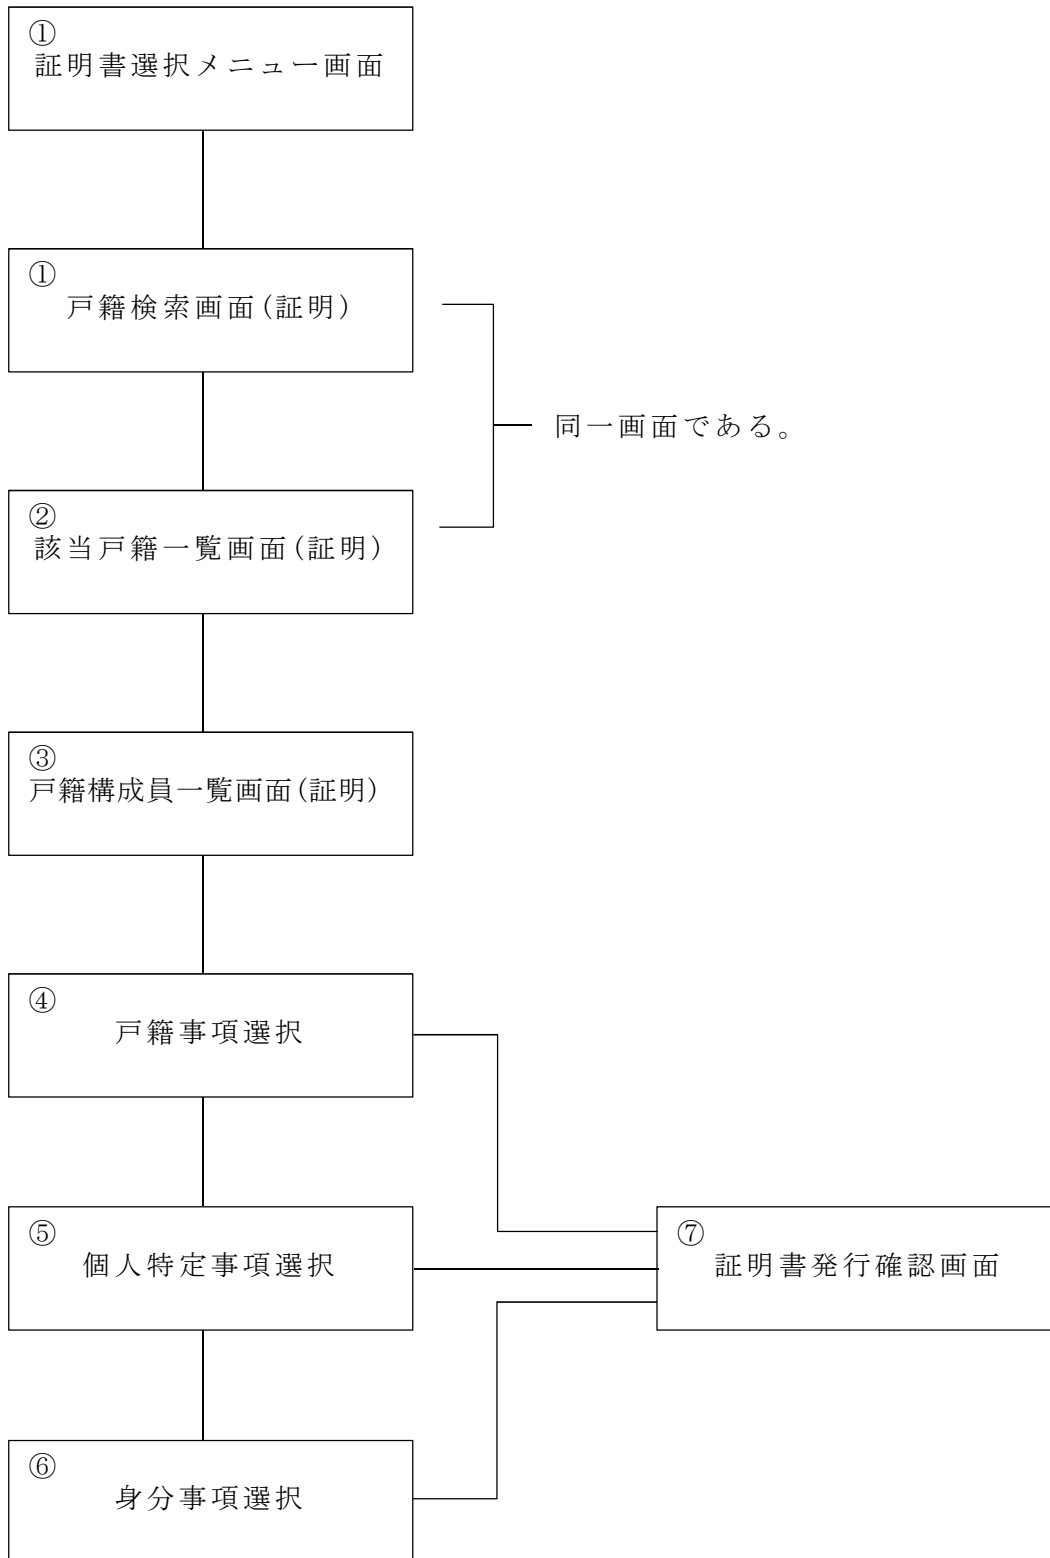 ①
証明書選択メニュー画面
①
戸籍検索画面(証明)
同一画面である。
②
該当戸籍一覧画面(証明)
③
戸籍構成員一覧画面(証明)
④
戸籍事項選択
⑤
個人特定事項選択
⑦
証明書発行確認画面
⑥
身分事項選択